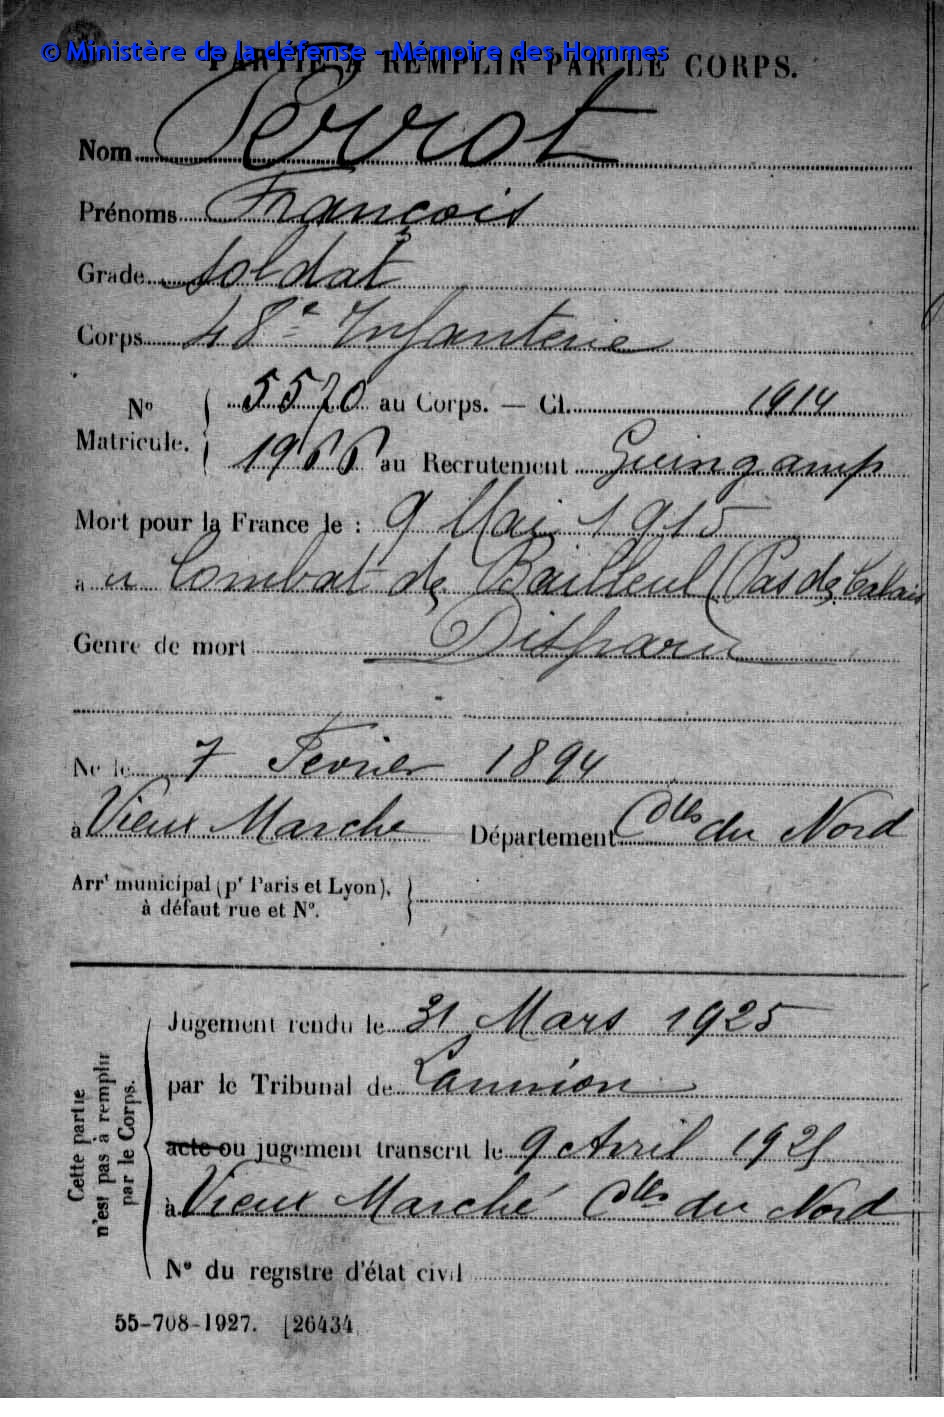 © Ministère de la défense - Mémoire des Hommes
PARTIE À REMPLIR PAR LE CORPS.
Nom Perrot
Prénoms François
Grade soldat
Corps 48e Infanterie
No Matricule. 5570 au Corps. — Cl. 1914
1966 au Recrutement Guingamp
Mort pour la France le : 9 Mai 1915
a u Combat de Bailleul (Pas de Calais
Genre de mort Disparu
Né le 7 Fevrier 1894
à Vieux Marche Département Ctes du Nord
Arrt municipal (pr Paris et Lyon),
à défaut rue et No.
Cette partie
n'est pas à remplir
par le Corps.
Jugement rendu le 31 Mars 1925
par le Tribunal de Lannion
acte ou jugement transcrit le 9 Avril 1925
à Vieux Marché Ctes du Nord
No du registre d'état civil
55-708-1927. [26434